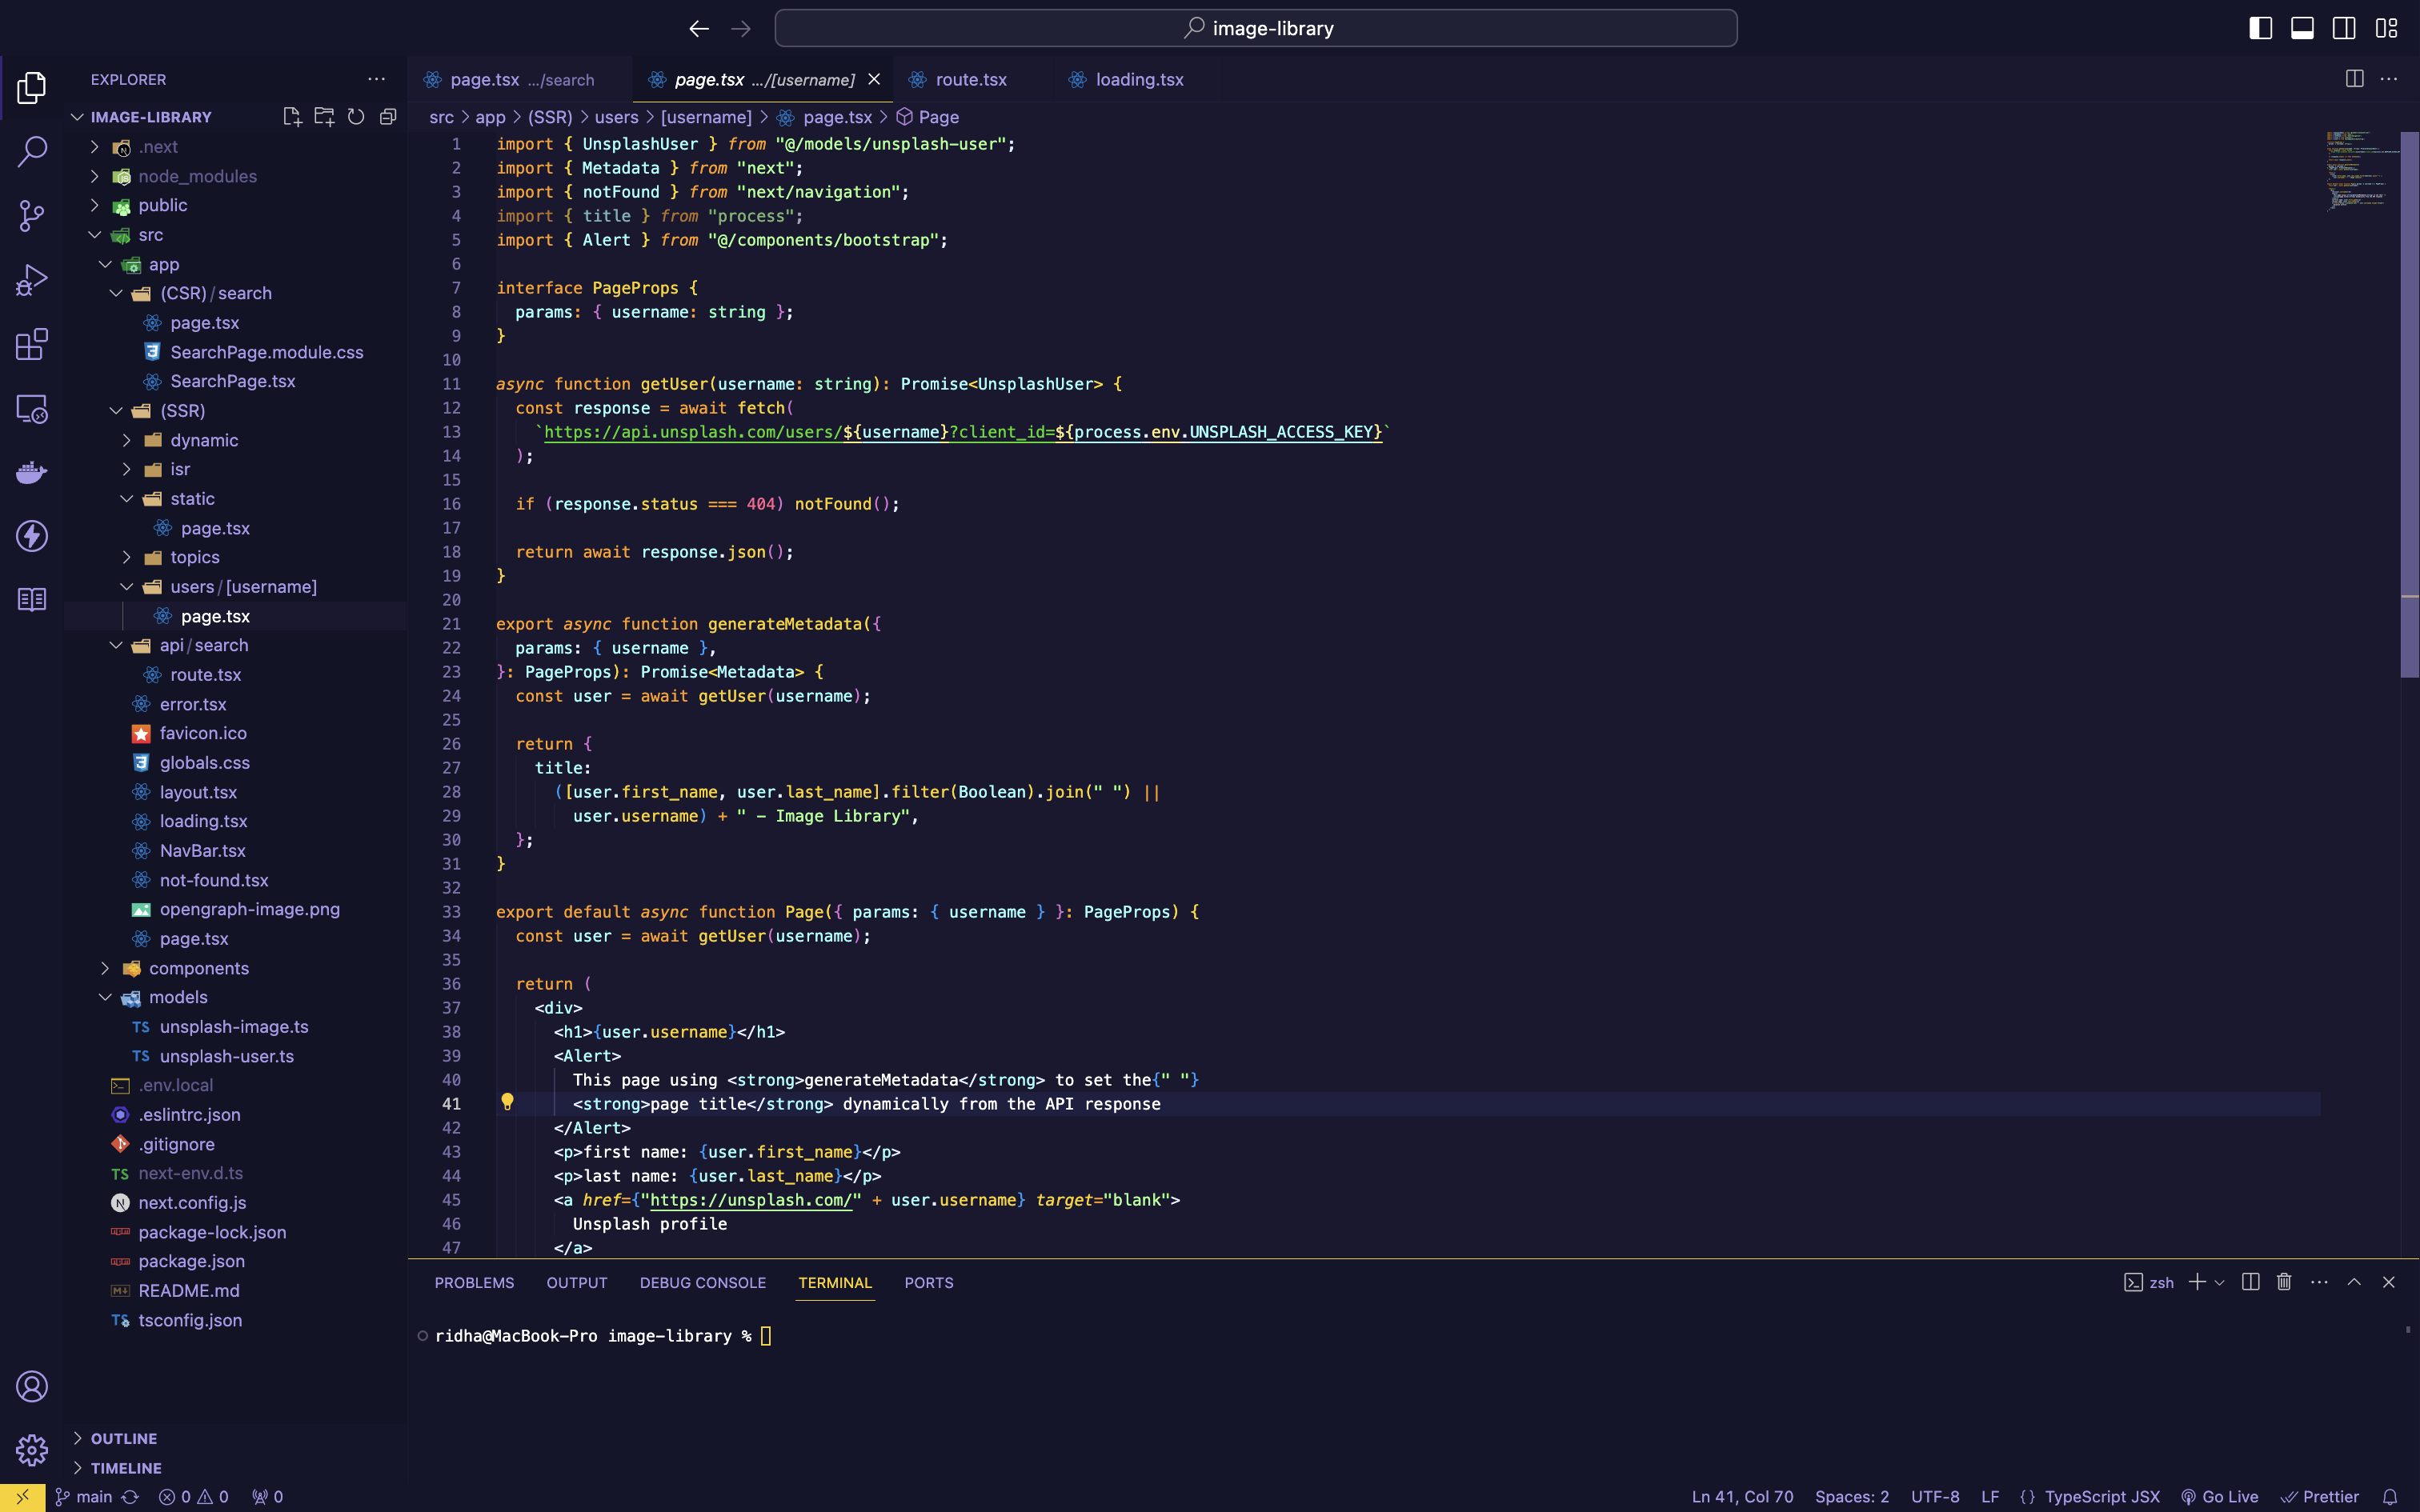 image-library
EXPLORER
IMAGE-LIBRARY
.next
node_modules
public
src
app
(CSR)/search
page.tsx
SearchPage.module.css
SearchPage.tsx
(SSR)
dynamic
isr
static
page.tsx
topics
users/[username]
page.tsx
api/search
route.tsx
error.tsx
favicon.ico
globals.css
layout.tsx
loading.tsx
NavBar.tsx
not-found.tsx
opengraph-image.png
page.tsx
components
models
TS unsplash-image.ts
TS unsplash-user.ts
.env.local
.eslintrc.json
.gitignore
TS next-env.d.ts
next.config.js
package-lock.json
package.json
README.md
TS tsconfig.json
OUTLINE
TIMELINE
page.tsx .../search
page.tsx .../[username]
route.tsx
loading.tsx
src > app > (SSR) > users > [username] > page.tsx > Page
1 import { UnsplashUser } from "@/models/unsplash-user";
2 import { Metadata } from "next";
3 import { notFound } from "next/navigation";
4 import { title } from "process";
5 import { Alert } from "@/components/bootstrap";
6
7 interface PageProps {
8   params: { username: string };
9 }
10
11 async function getUser(username: string): Promise<UnsplashUser> {
12   const response = await fetch(
13     `https://api.unsplash.com/users/${username}?client_id=${process.env.UNSPLASH_ACCESS_KEY}`
14   );
15
16   if (response.status === 404) notFound();
17
18   return await response.json();
19 }
20
21 export async function generateMetadata({
22   params: { username },
23 }: PageProps): Promise<Metadata> {
24   const user = await getUser(username);
25
26   return {
27     title:
28       ([user.first_name, user.last_name].filter(Boolean).join(" ") ||
29         user.username) + " - Image Library",
30   };
31 }
32
33 export default async function Page({ params: { username } }: PageProps) {
34   const user = await getUser(username);
35
36   return (
37     <div>
38       <h1>{user.username}</h1>
39       <Alert>
40         This page using <strong>generateMetadata</strong> to set the{" "}
41         <strong>page title</strong> dynamically from the API response
42       </Alert>
43       <p>first name: {user.first_name}</p>
44       <p>last name: {user.last_name}</p>
45       <a href={"https://unsplash.com/" + user.username} target="blank">
46         Unsplash profile
47       </a>
PROBLEMS OUTPUT DEBUG CONSOLE TERMINAL PORTS
zsh
ridha@MacBook-Pro image-library %
main 0 0 0
Ln 41, Col 70 Spaces: 2 UTF-8 LF {} TypeScript JSX Go Live Prettier